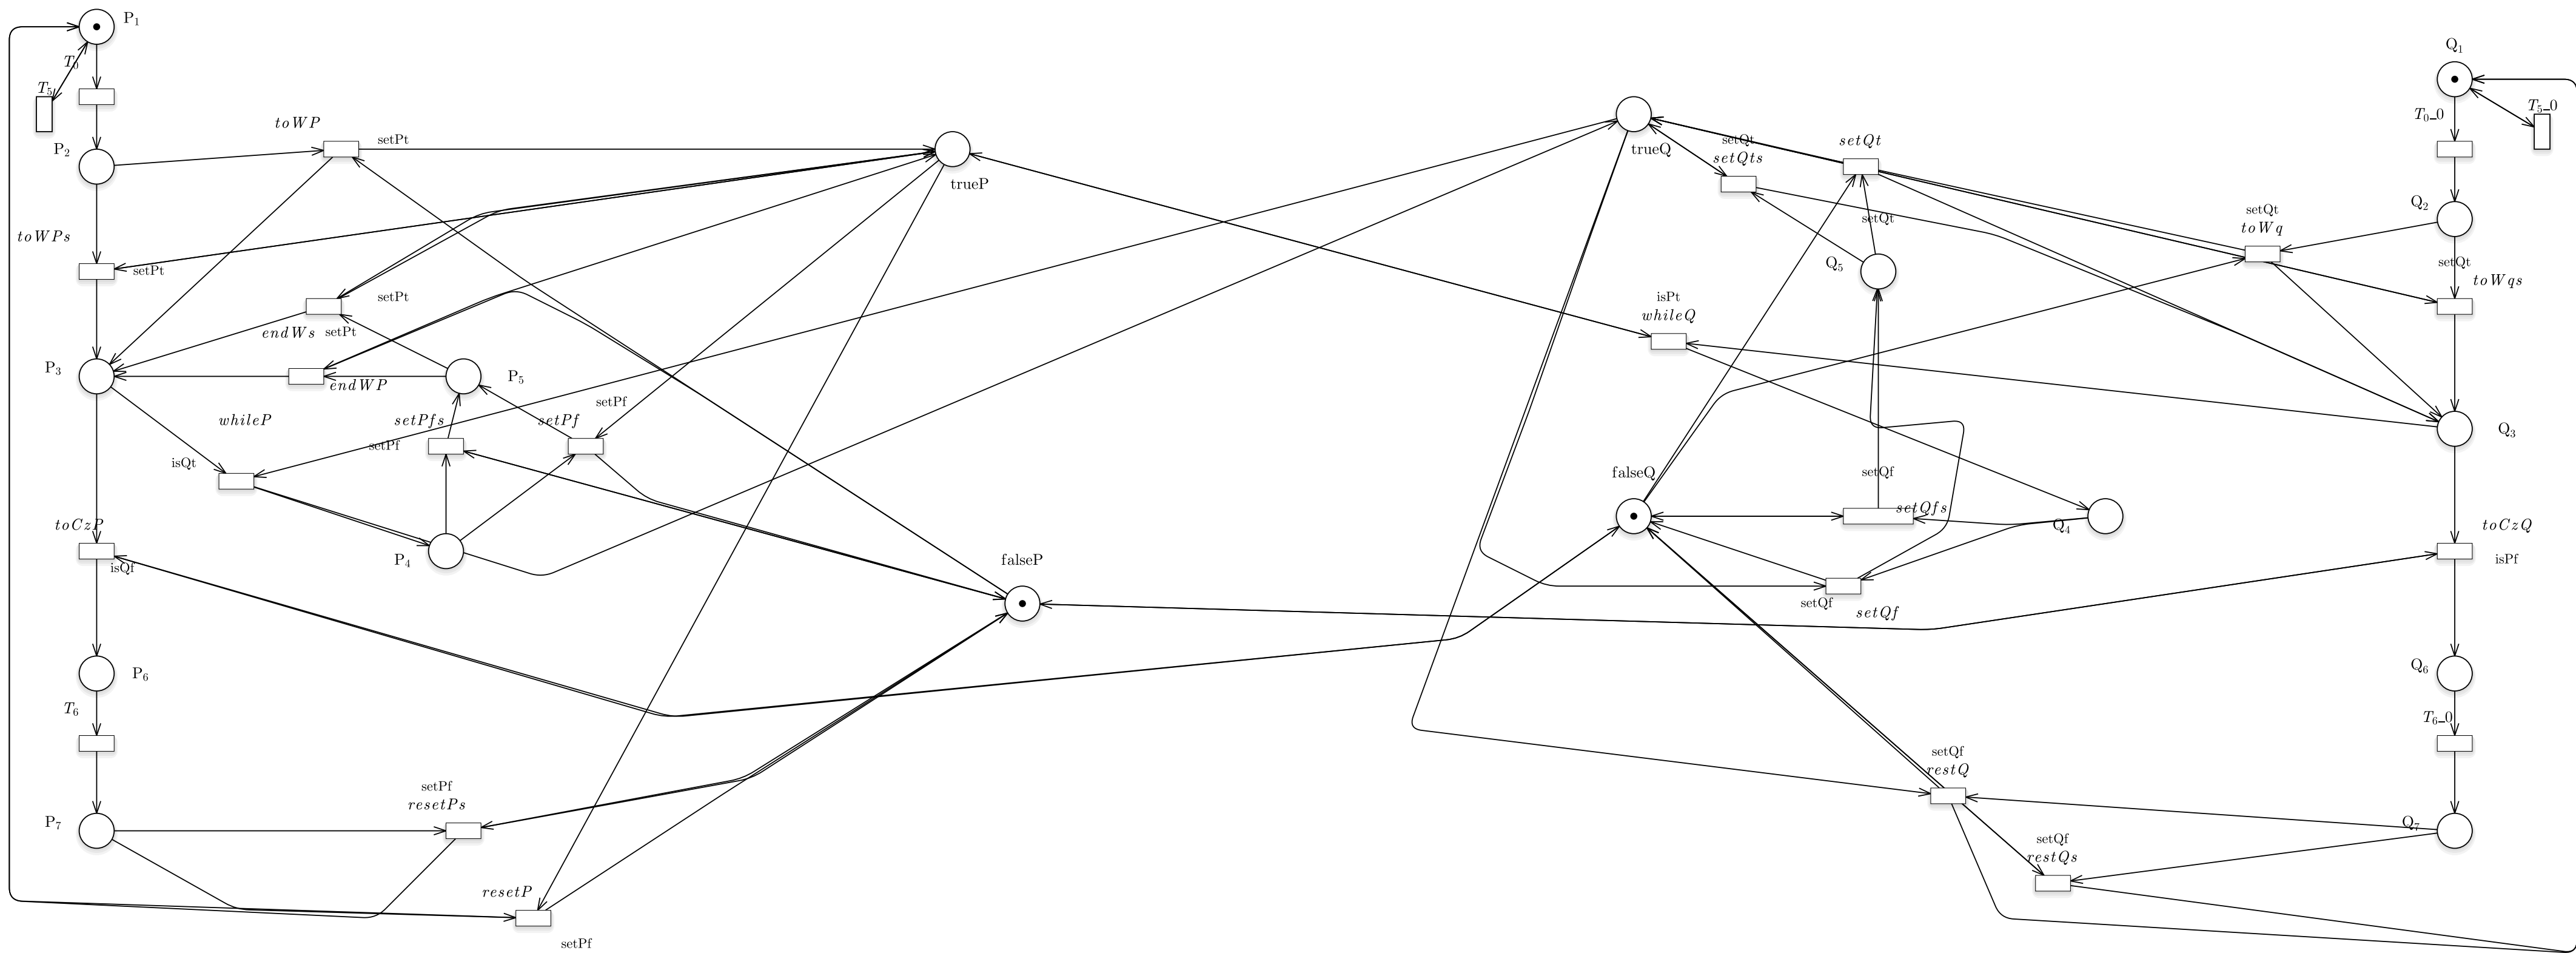 P1
T0
T5
P2
toWP
setPt
trueP
toWPs
setPt
setPt
endWs
setPt
P3
endWP
P5
whileP
setPfs
setPf
setPf
setPf
isQt
toCzP
isQf
P4
falseP
P6
T6
P7
setPf
resetPs
resetP
setPf
Q1
T5_0
T0_0
trueQ
setQt
setQts
setQt
Q2
setQt
toWq
setQt
Q5
setQt
toWqs
isPt
whileQ
Q3
falseQ
setQf
setQfs
Q4
toCzQ
isPf
setQf
setQf
Q6
T6_0
setQf
restQ
Q7
setQf
restQs